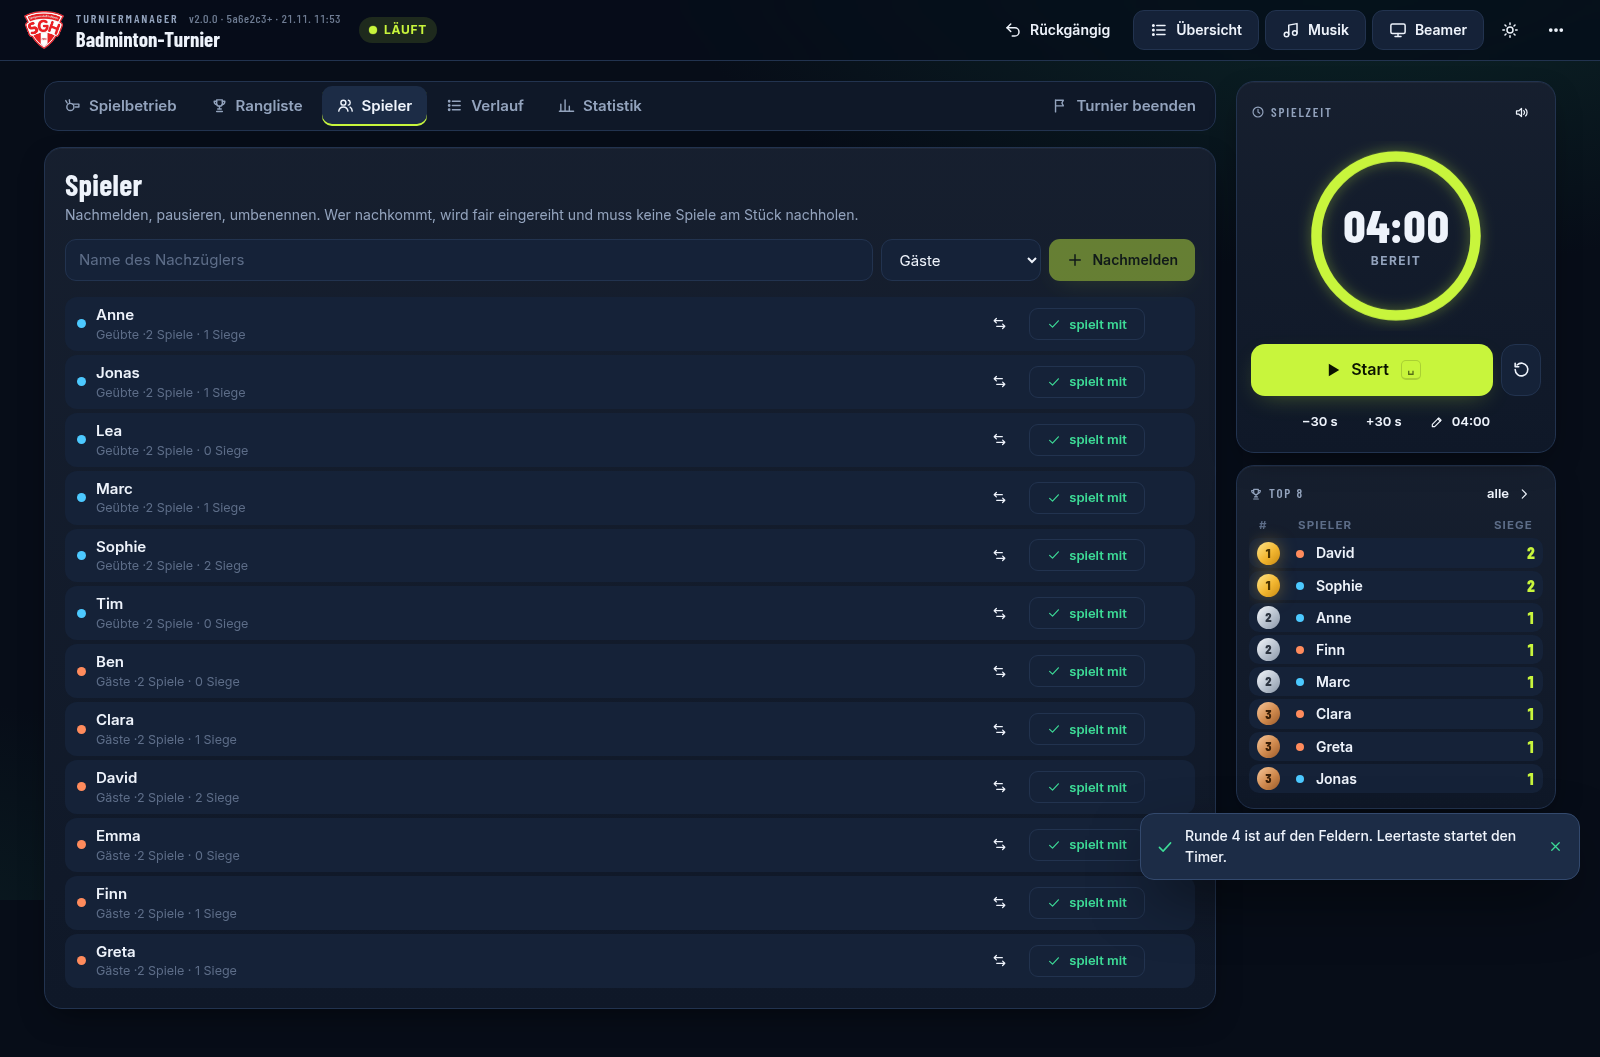 SGH
TURNIERMANAGER v2.0.0 · 5a6e2c3+ · 21.11. 11:53
Badminton-Turnier
LÄUFT
Rückgängig
Übersicht
Musik
Beamer
Spielbetrieb
Rangliste
Spieler
Verlauf
Statistik
Turnier beenden
Spieler
Nachmelden, pausieren, umbenennen. Wer nachkommt, wird fair eingereiht und muss keine Spiele am Stück nachholen.
Name des Nachzüglers
Gäste
Nachmelden
Anne
Geübte ·2 Spiele · 1 Siege
spielt mit
Jonas
Geübte ·2 Spiele · 1 Siege
spielt mit
Lea
Geübte ·2 Spiele · 0 Siege
spielt mit
Marc
Geübte ·2 Spiele · 1 Siege
spielt mit
Sophie
Geübte ·2 Spiele · 2 Siege
spielt mit
Tim
Geübte ·2 Spiele · 0 Siege
spielt mit
Ben
Gäste ·2 Spiele · 0 Siege
spielt mit
Clara
Gäste ·2 Spiele · 1 Siege
spielt mit
David
Gäste ·2 Spiele · 2 Siege
spielt mit
Emma
Gäste ·2 Spiele · 0 Siege
spielt mit
Finn
Gäste ·2 Spiele · 1 Siege
spielt mit
Greta
Gäste ·2 Spiele · 1 Siege
spielt mit
SPIELZEIT
04:00
BEREIT
Start
−30 s
+30 s
04:00
TOP 8
alle
# SPIELER SIEGE
1 David 2
1 Sophie 2
2 Anne 1
2 Finn 1
2 Marc 1
3 Clara 1
3 Greta 1
3 Jonas 1
Runde 4 ist auf den Feldern. Leertaste startet den
Timer.